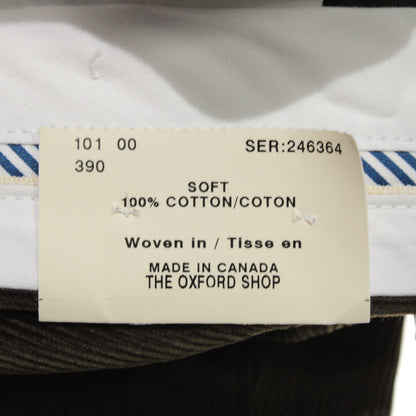 101 00 SER:246364
390
SOFT
100% COTTON/COTON
Woven in / Tisse en
MADE IN CANADA
THE OXFORD SHOP